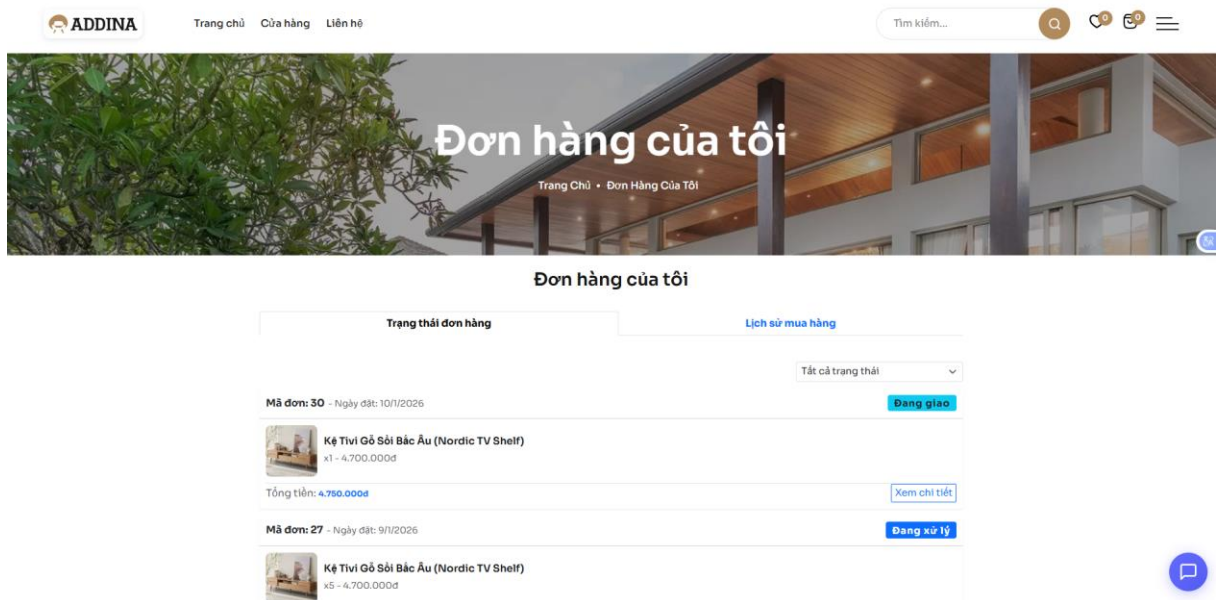 ADDINA Trang chủ Cửa hàng Liên hệ Tìm kiếm... 0 0
Đơn hàng của tôi
Trang Chủ • Đơn Hàng Của Tôi
Đơn hàng của tôi
Trạng thái đơn hàng Lịch sử mua hàng
Tất cả trạng thái
Mã đơn: 30 - Ngày đặt: 10/1/2026 Đang giao
Kệ Tivi Gỗ Sồi Bắc Âu (Nordic TV Shelf)
x1 - 4.700.000đ
Tổng tiền: 4.750.000đ Xem chi tiết
Mã đơn: 27 - Ngày đặt: 9/1/2026 Đang xử lý
Kệ Tivi Gỗ Sồi Bắc Âu (Nordic TV Shelf)
x5 - 4.700.000đ